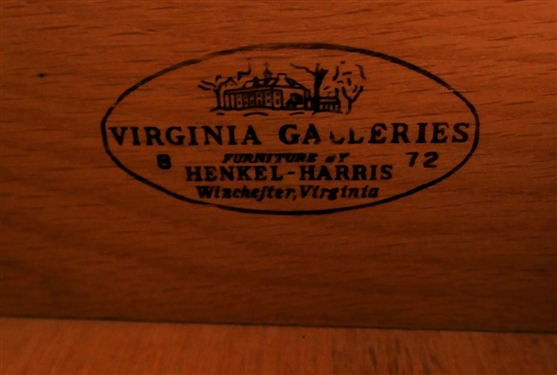 VIRGINIA GALLERIES
8 FURNITURE BY 72
HENKEL-HARRIS
Winchester, Virginia